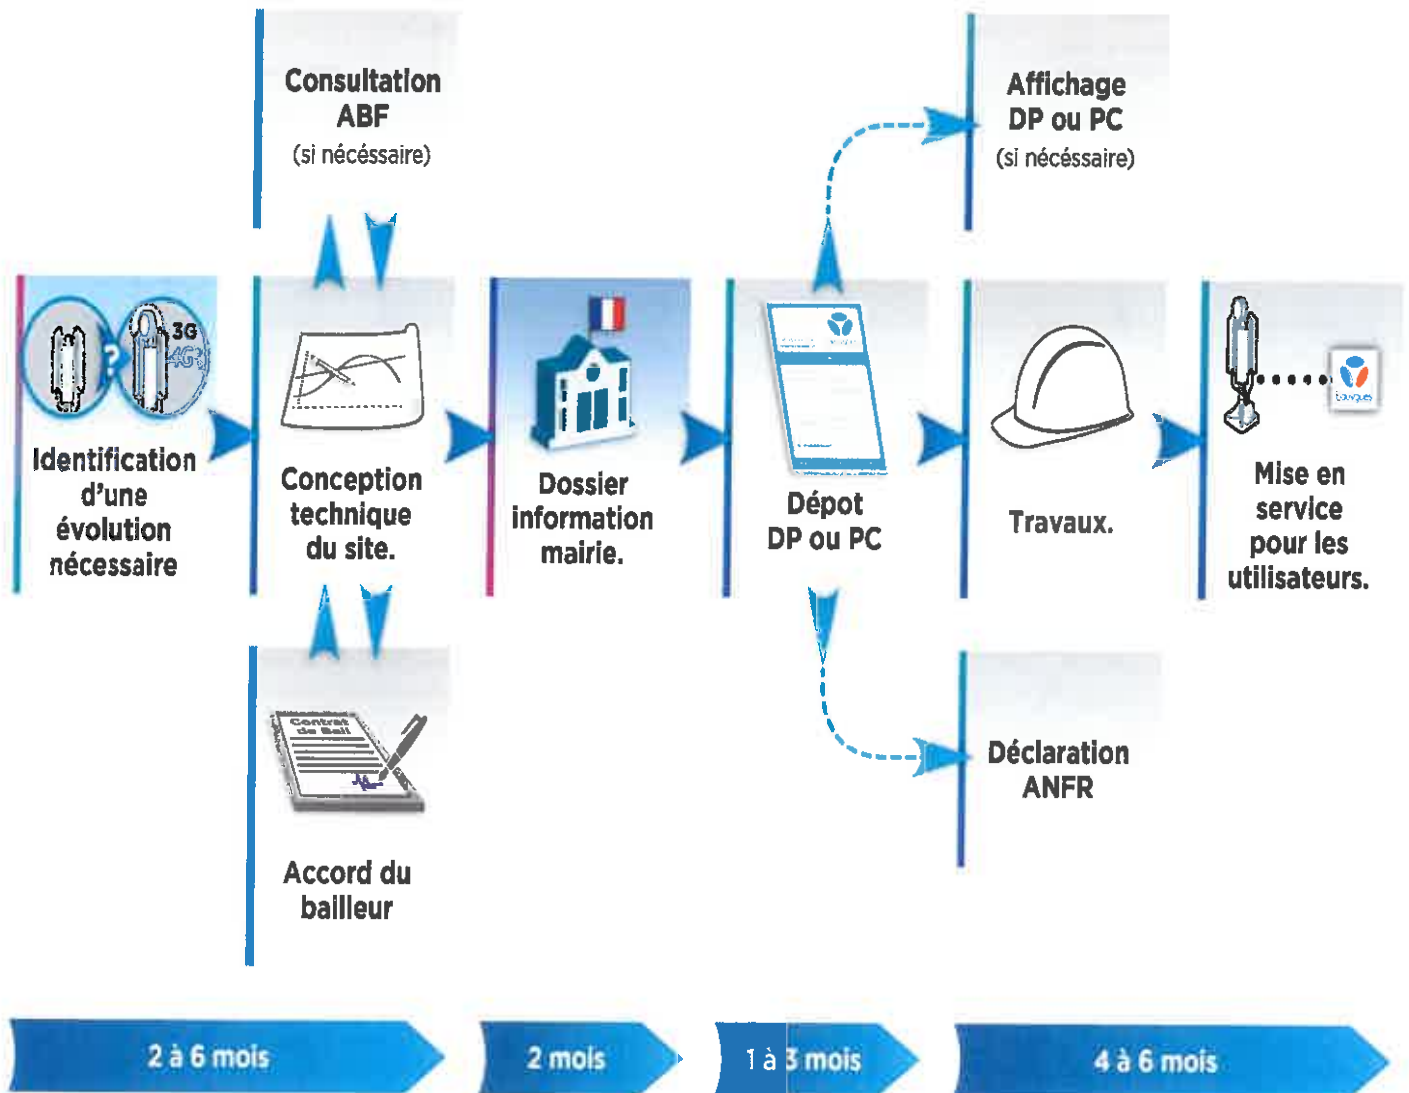 Consultation
ABF
(si nécéssaire)
Affichage
DP ou PC
(si nécéssaire)
3G
4G
?
Identification
d'une
évolution
nécessaire
Conception
technique
du site.
Dossier
information
mairie.
Dépot
DP ou PC
Travaux.
bouygues
Mise en
service
pour les
utilisateurs.
Contrat
de Bail
Accord du
bailleur
Déclaration
ANFR
2 à 6 mois
2 mois
1 à 3 mois
4 à 6 mois